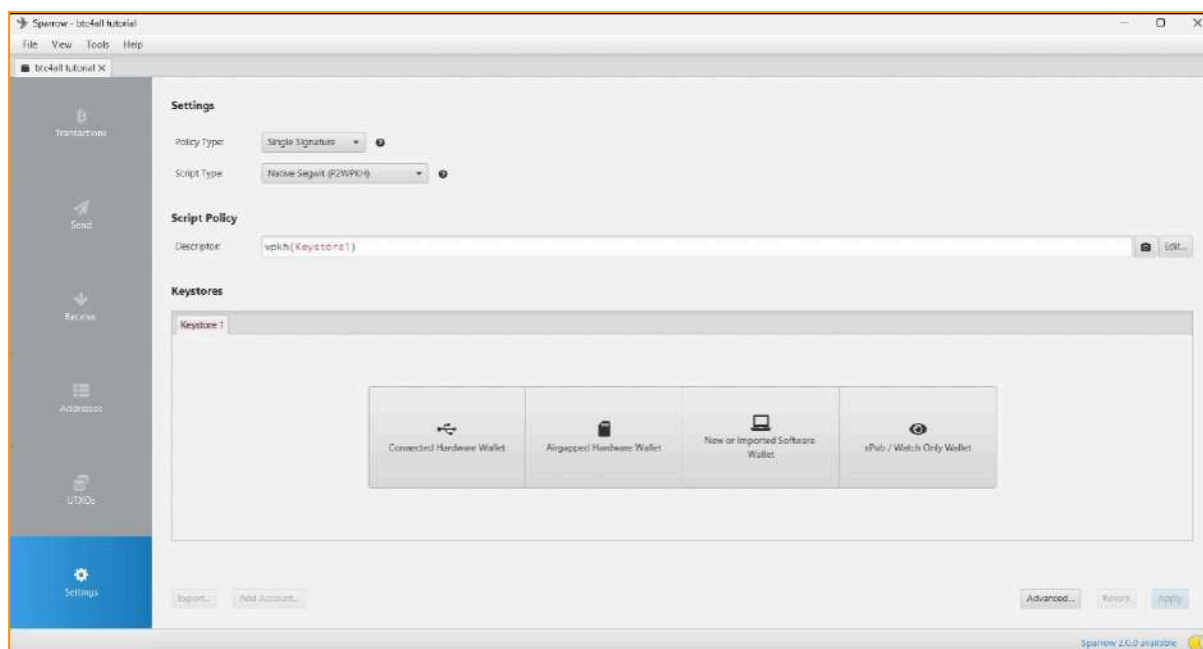 Sparrow - btc4all tutorial
File View Tools Help
btc4all tutorial X
Transactions
Send
Receive
Addresses
UTXOs
Settings
Settings
Policy Type:
Single Signature
Script Type:
Native Segwit (P2WPKH)
Script Policy
Descriptor:
wpkh(Keystore1)
Edit...
Keystores
Keystore 1
Connected Hardware Wallet
Airgapped Hardware Wallet
New or Imported Software
Wallet
xPub / Watch Only Wallet
Export...
Add Account...
Advanced...
Revert
Apply
Sparrow 2.0.0 available